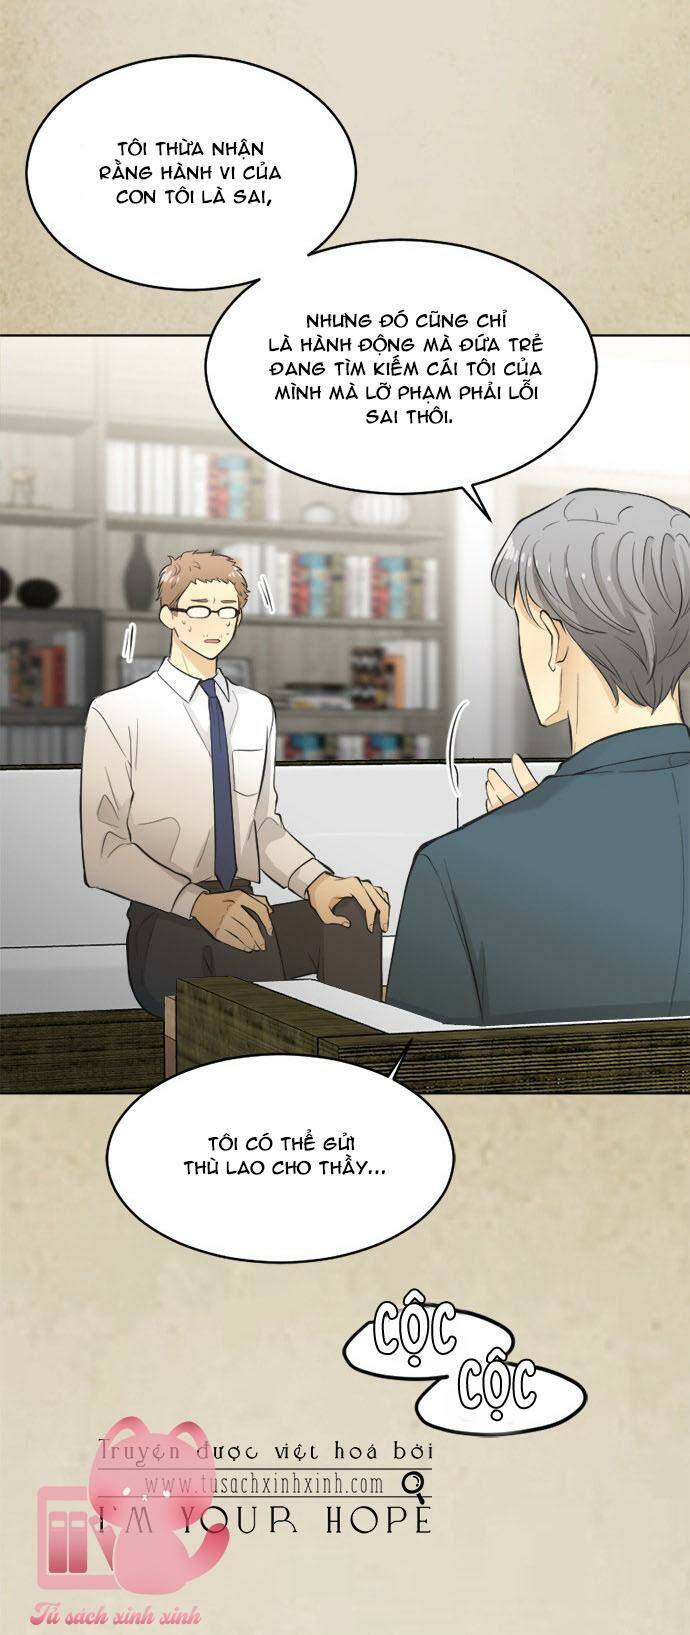 TÔI THỪA NHẬN
RẰNG HÀNH VI CỦA
CON TÔI LÀ SAI,
NHƯNG ĐÓ CŨNG CHỈ
LÀ HÀNH ĐỘNG MÀ ĐỨA TRẺ
ĐANG TÌM KIẾM CÁI TÔI CỦA
MÌNH MÀ LỠ PHẠM PHẢI LỖI
SAI THÔI.
TÔI CÓ THỂ GỬI
THÙ LAO CHO THẦY...
CỘC
CỘC
Truyện được việt hoá bởi
www.tusachxinhxinh.com
I'M YOUR HOPE
Tủ sách xinh xinh